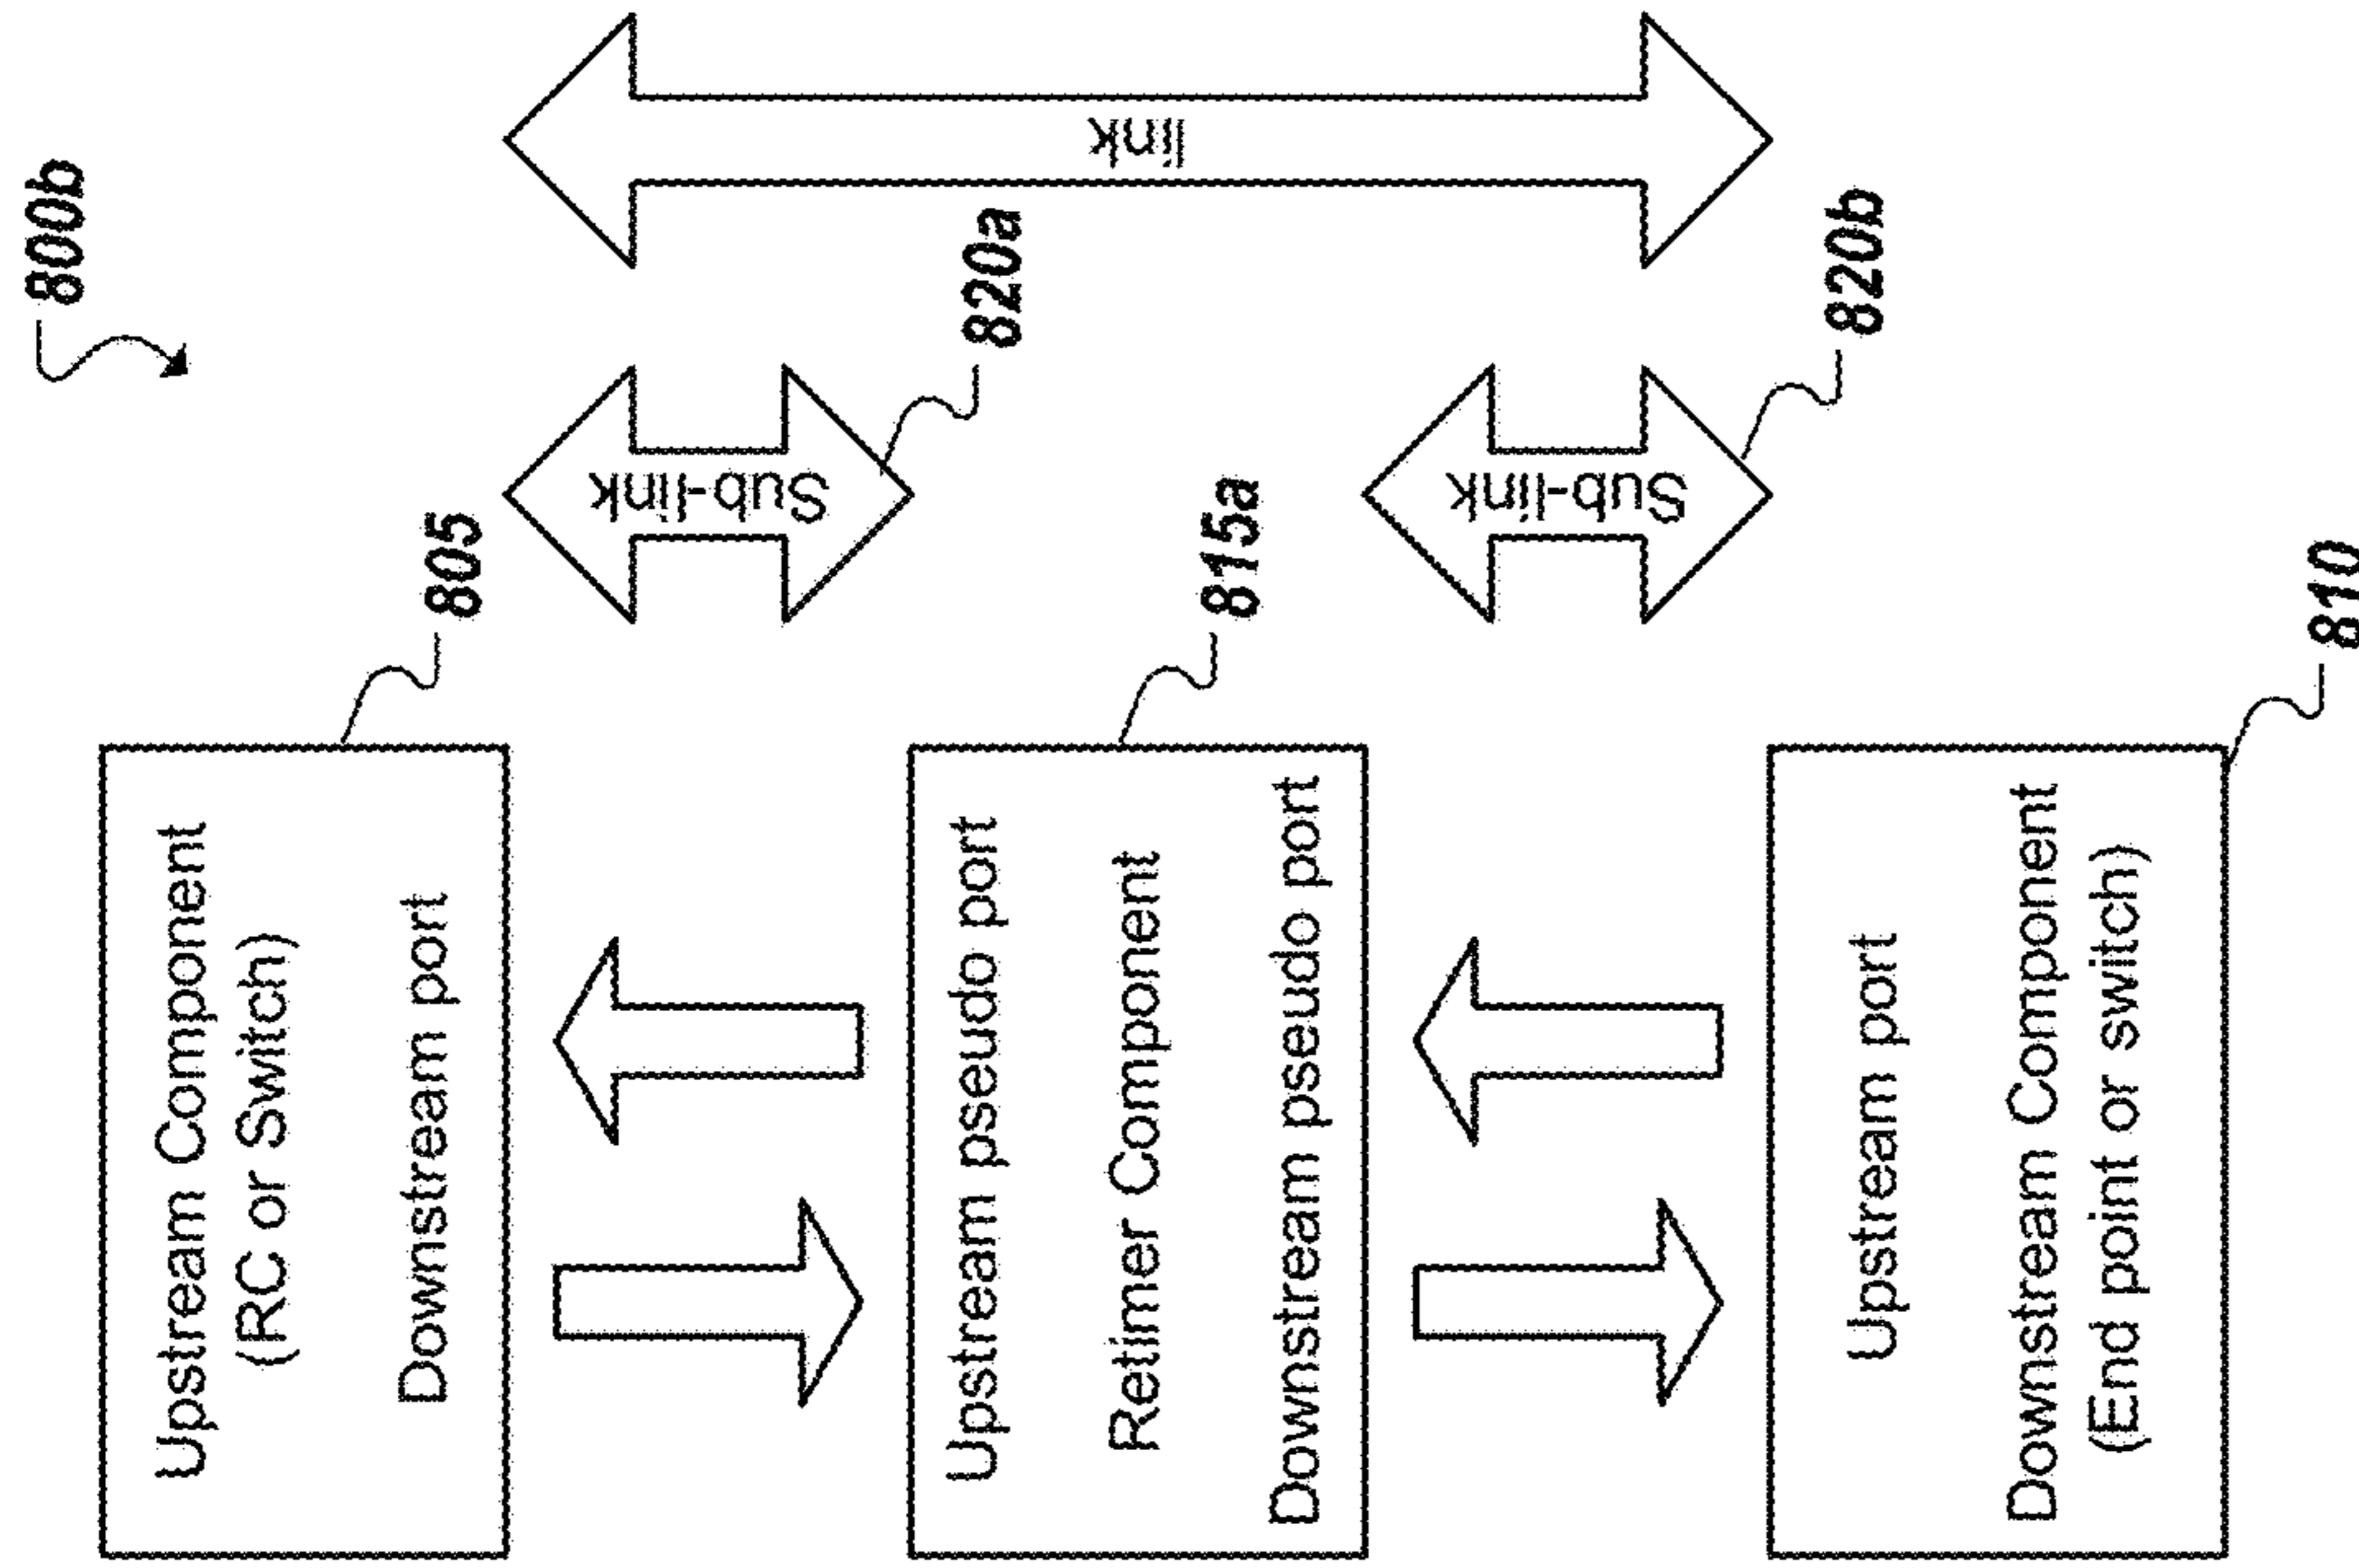 800b
Upstream Component
(RC or Switch)
Downstream port
805
Sub-link
820a
link
Upstream pseudo port
Retimer Component
Downstream pseudo port
815a
Sub-link
820b
Upstream port
Downstream Component
(End point or switch)
810